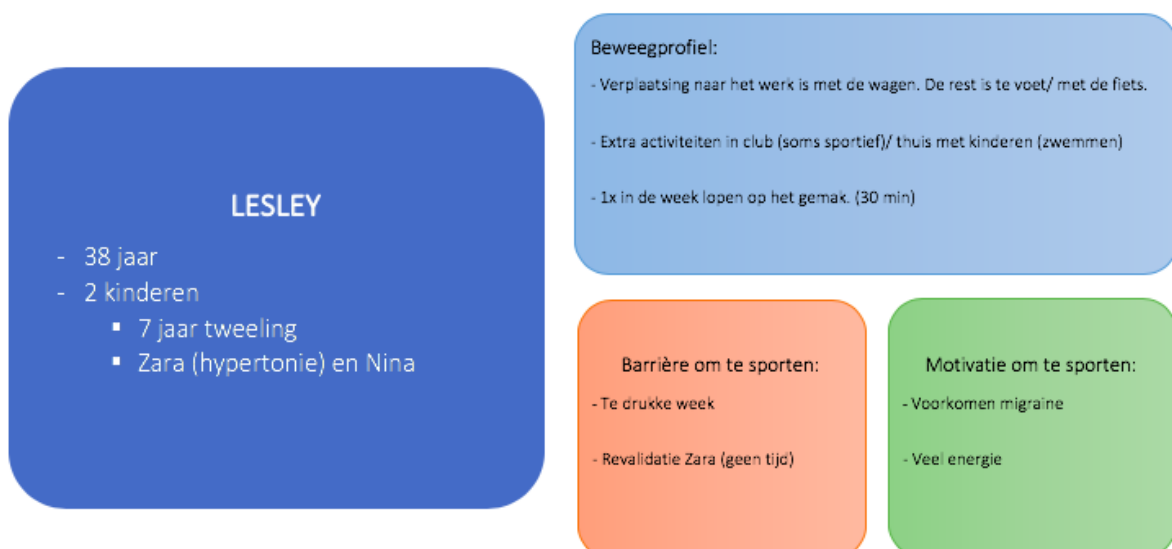 LESLEY
- 38 jaar
- 2 kinderen
▪ 7 jaar tweeling
▪ Zara (hypertonie) en Nina
Beweegprofiel:
- Verplaatsing naar het werk is met de wagen. De rest is te voet/ met de fiets.
- Extra activiteiten in club (soms sportief)/ thuis met kinderen (zwemmen)
- 1x in de week lopen op het gemak. (30 min)
Barrière om te sporten:
- Te drukke week
- Revalidatie Zara (geen tijd)
Motivatie om te sporten:
- Voorkomen migraine
- Veel energie